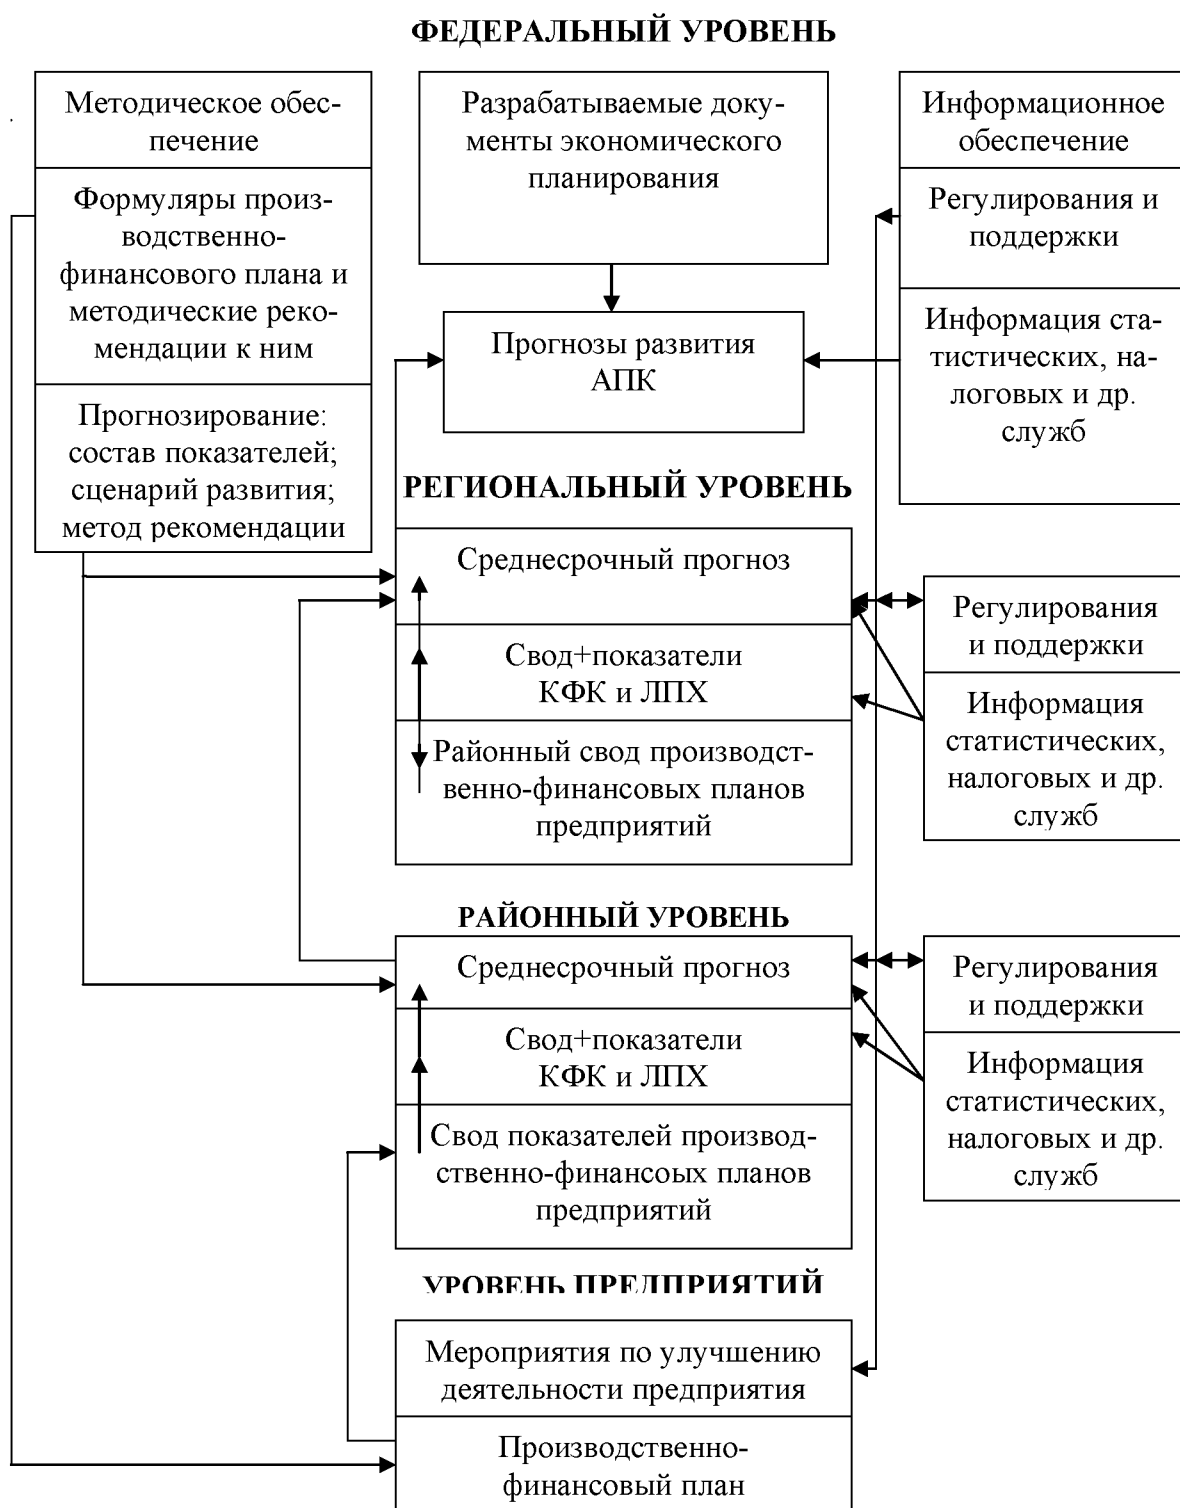 ФЕДЕРАЛЬНЫЙ УРОВЕНЬ
Методическое обес-
печение
Формуляры произ-
водственно-
финансового плана и
методические реко-
мендации к ним
Прогнозирование:
состав показателей;
сценарий развития;
метод рекомендации
Разрабатываемые доку-
менты экономического
планирования
Прогнозы развития
АПК
Информационное
обеспечение
Регулирования и
поддержки
Информация ста-
тистических, на-
логовых и др.
служб
РЕГИОНАЛЬНЫЙ УРОВЕНЬ
Среднесрочный прогноз
Свод+показатели
КФК и ЛПХ
Районный свод производст-
венно-финансовых планов
предприятий
Регулирования
и поддержки
Информация
статистических,
налоговых и др.
служб
РАЙОННЫЙ УРОВЕНЬ
Среднесрочный прогноз
Свод+показатели
КФК и ЛПХ
Свод показателей производ-
ственно-финансоых планов
предприятий
Регулирования
и поддержки
Информация
статистических,
налоговых и др.
служб
УРОВЕНЬ ПРЕДПРИЯТИЙ
Мероприятия по улучшению
деятельности предприятия
Производственно-
финансовый план